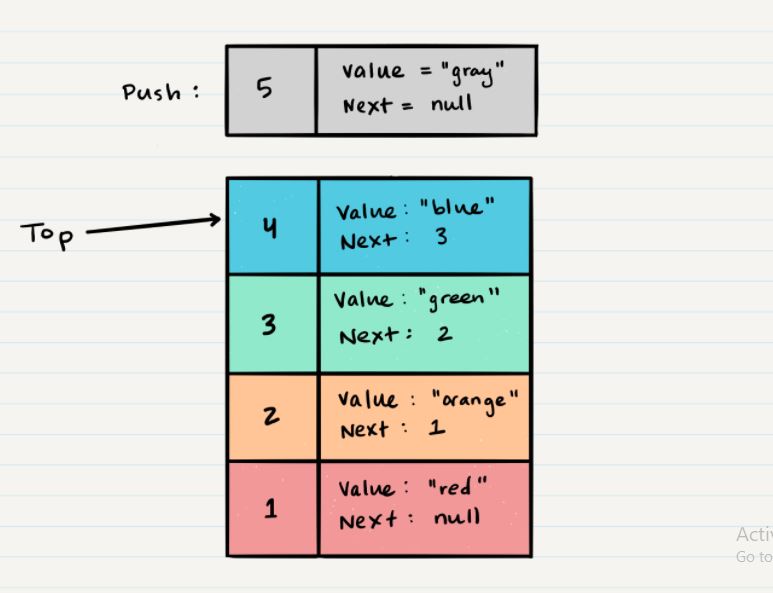 Push :
5
Value = "gray"
Next = null
Top
4
Value : "blue"
Next : 3
3
Value : "green"
Next : 2
2
Value : "orange"
Next : 1
1
Value : "red"
Next : null
Go to